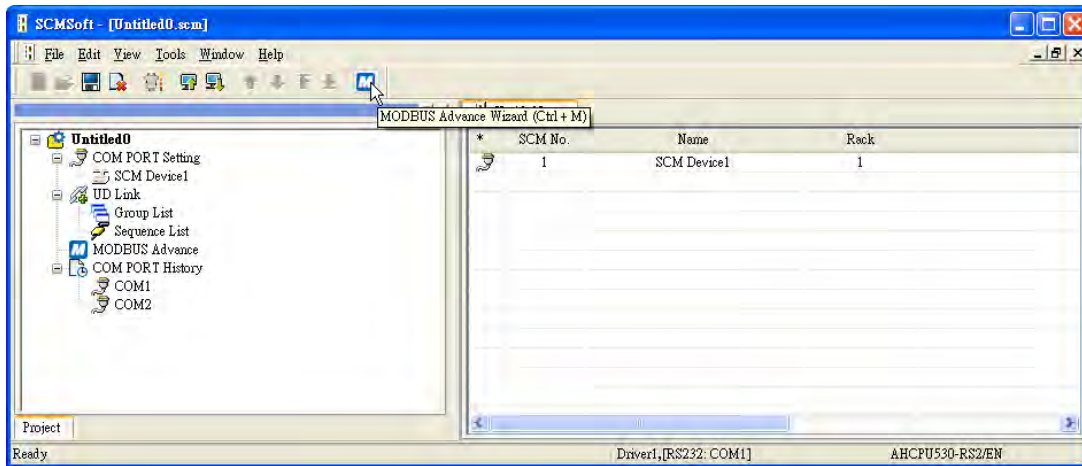 SCMSoft - [Untitled0.scm]
File Edit View Tools Window Help
MODBUS Advance Wizard (Ctrl + M)
Untitled0
COM PORT Setting
SCM Device1
UD Link
Group List
Sequence List
MODBUS Advance
COM PORT History
COM1
COM2
Project
* SCM No. Name Rack
1 SCM Device1 1
Ready Driver1,[RS232: COM1] AHCPU530-RS2/EN